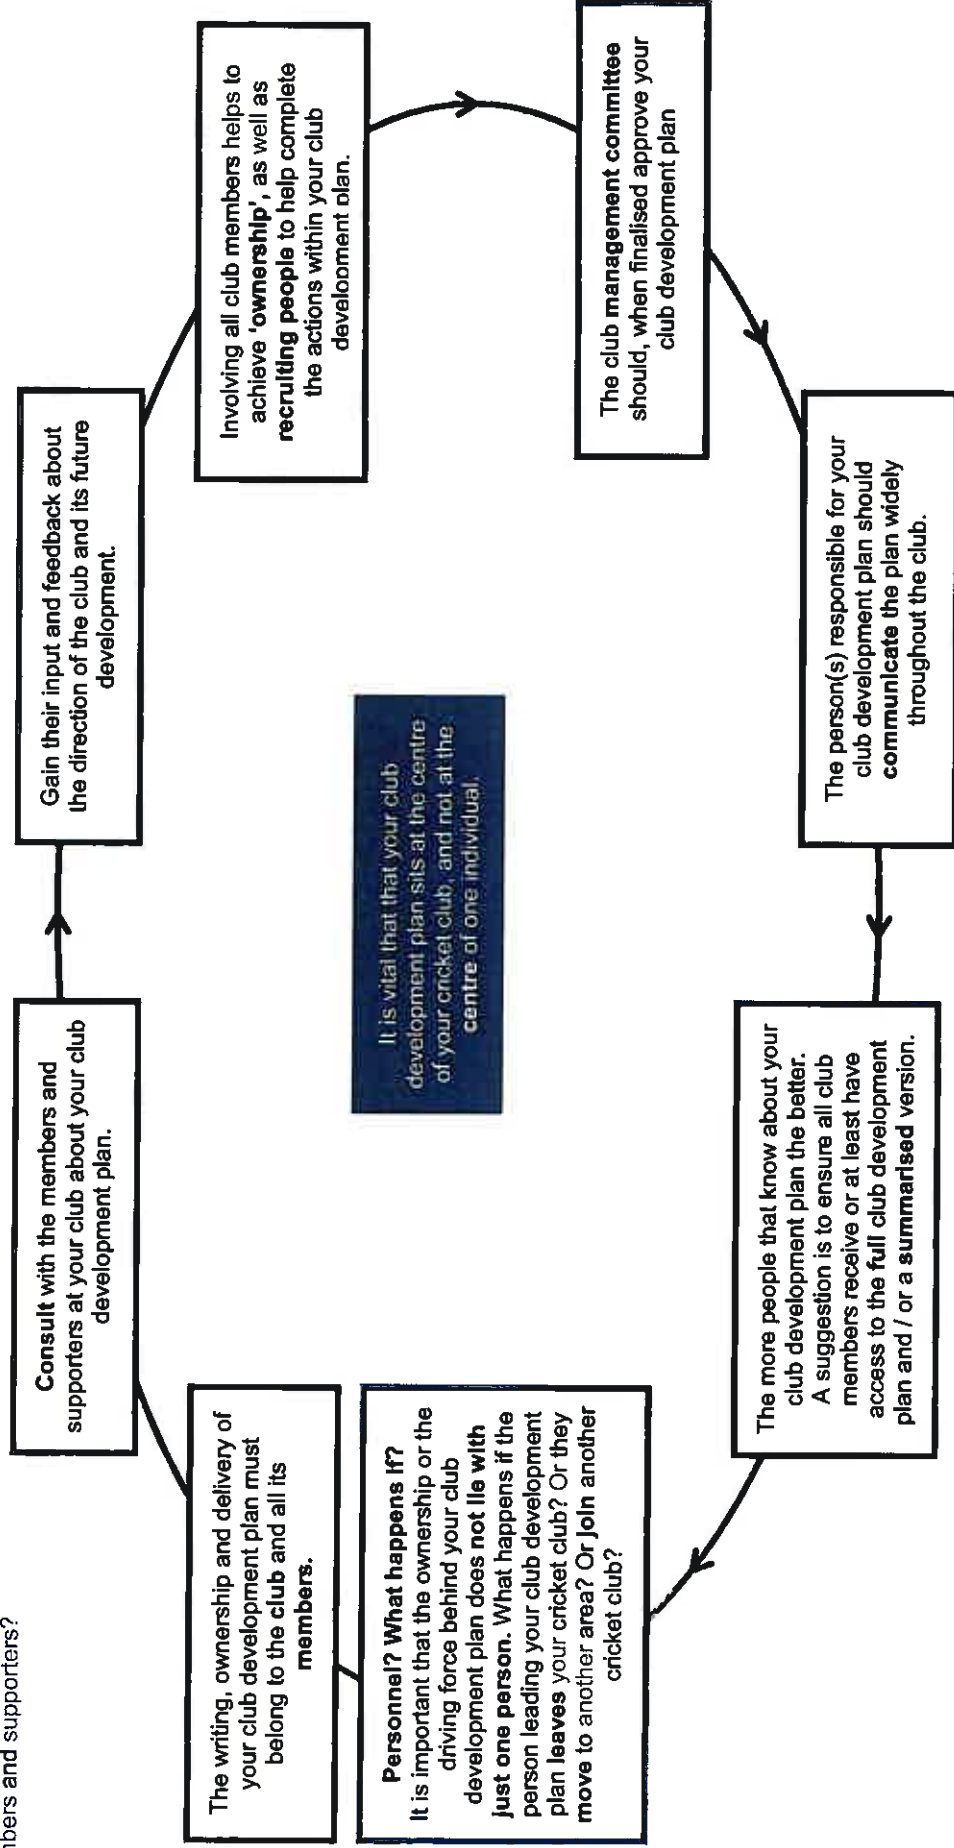 nbers and supporters?
The writing, ownership and delivery of
your club development plan must
belong to the club and all its
members.
Consult with the members and
supporters at your club about your club
development plan.
Gain their input and feedback about
the direction of the club and its future
development.
Involving all club members helps to
achieve 'ownership', as well as
recruiting people to help complete
the actions within your club
development plan.
The club management committee
should, when finalised approve your
club development plan
The person(s) responsible for your
club development plan should
communicate the plan widely
throughout the club.
The more people that know about your
club development plan the better.
A suggestion is to ensure all club
members receive or at least have
access to the full club development
plan and / or a summarised version.
Personnel? What happens if?
It is important that the ownership or the
driving force behind your club
development plan does not lie with
just one person. What happens if the
person leading your club development
plan leaves your cricket club? Or they
move to another area? Or join another
cricket club?
It is vital that that your club
development plan sits at the centre
of your cricket club, and not at the
centre of one individual.